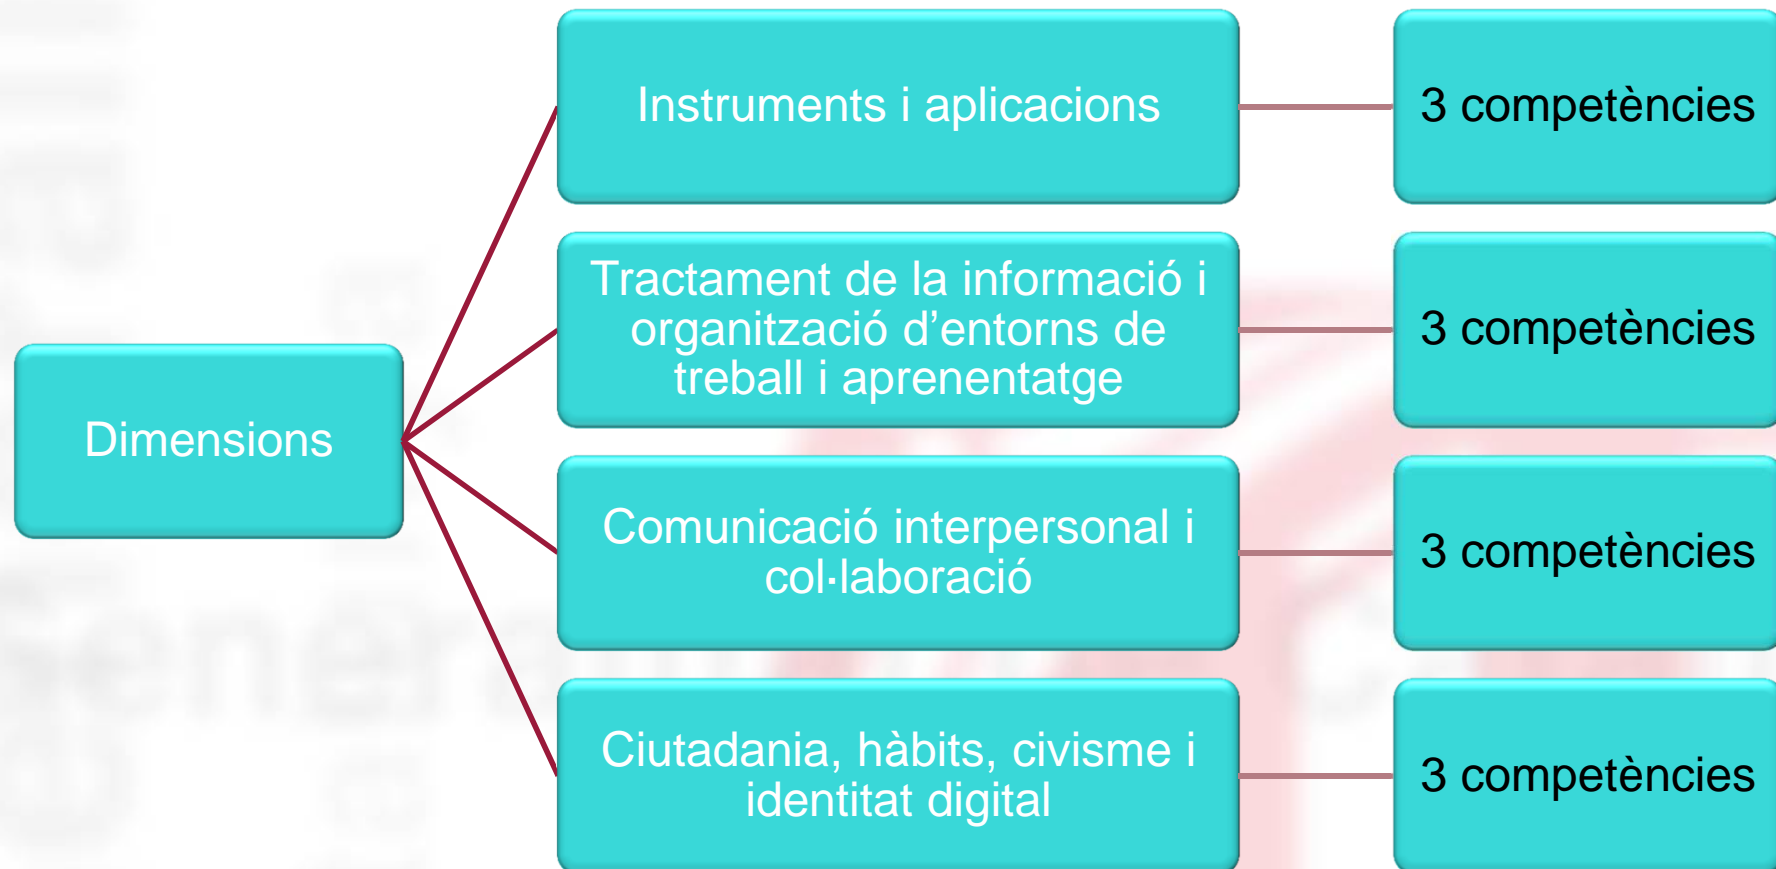 Dimensions
Instruments i aplicacions
3 competències
Tractament de la informació i
organització d'entorns de
treball i aprenentatge
3 competències
Comunicació interpersonal i
col·laboració
3 competències
Ciutadania, hàbits, civisme i
identitat digital
3 competències